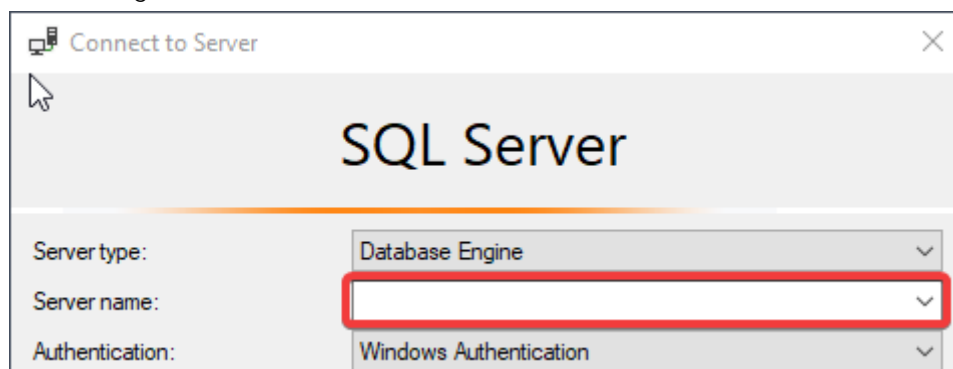 Connect to Server
SQL Server
Server type: Database Engine
Server name:
Authentication: Windows Authentication